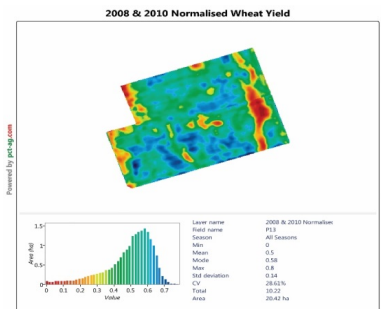 2008 & 2010 Normalised Wheat Yield
Powered by pct-ag.com
Area (ha)
1.5
1
0.5
0
0 0.1 0.2 0.3 0.4 0.5 0.6 0.7
Value
Layer name 2008 & 2010 Normalises
Field name P13
Season All Seasons
Min 0
Mean 0.5
Mode 0.58
Max 0.8
Std deviation 0.14
CV 28.61%
Total 10.22
Area 20.42 ha